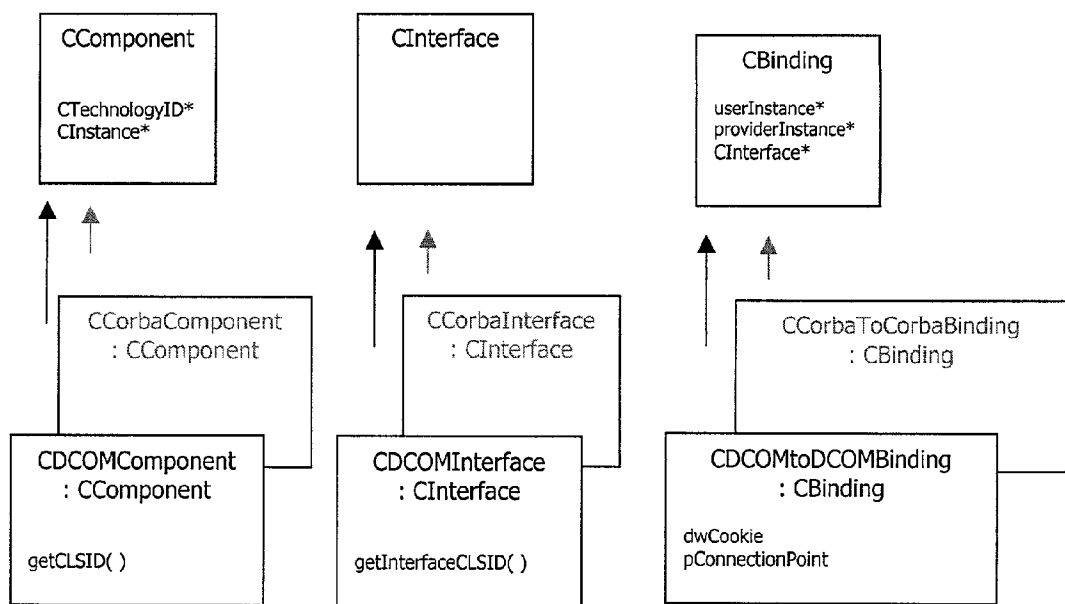 CComponent
CTechnologyID*
CInstance*
CInterface
CBinding
userInstance*
providerInstance*
CInterface*
CCorbaComponent
: CComponent
CCorbaInterface
: CInterface
CCorbaToCorbaBinding
: CBinding
CDCOMComponent
: CComponent
getCLSID( )
CDCOMInterface
: CInterface
getInterfaceCLSID( )
CDCOMtoDCOMBinding
: CBinding
dwCookie
pConnectionPoint